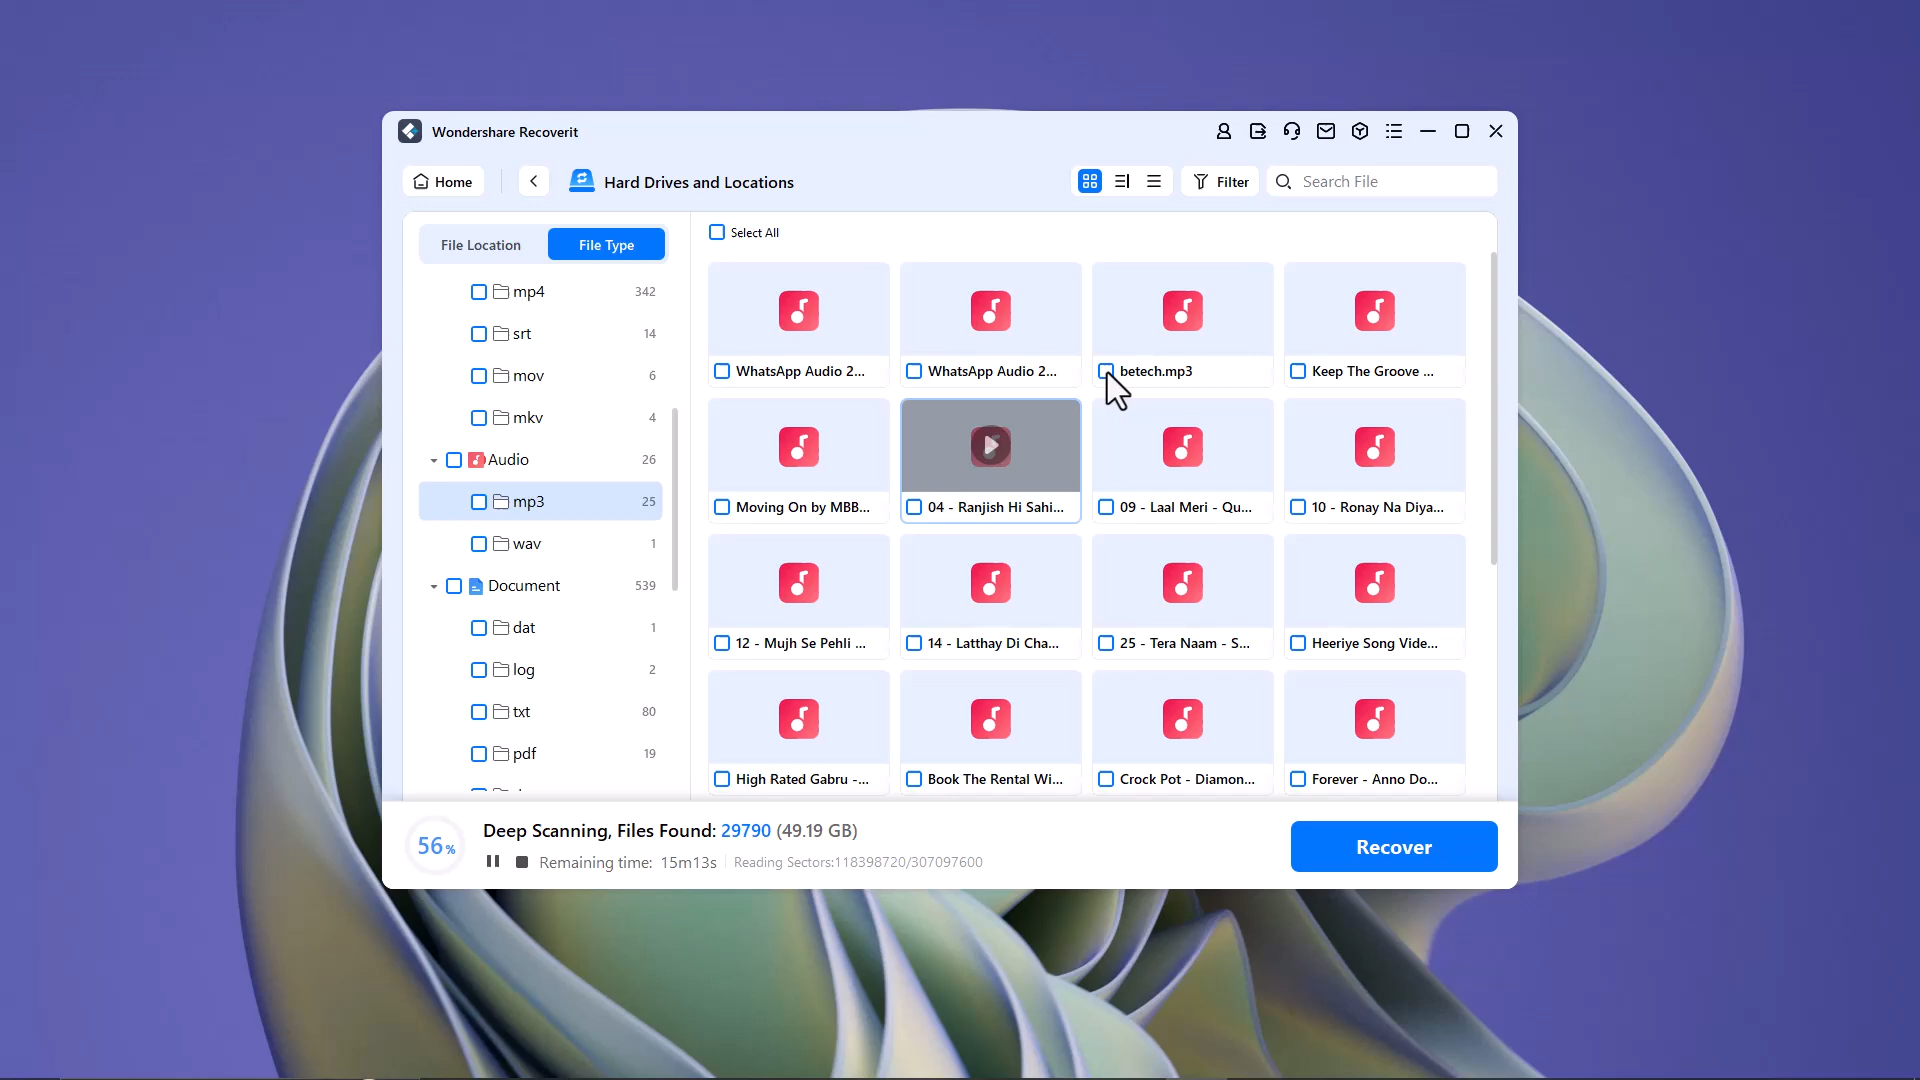 Wondershare Recoverit
Home
Hard Drives and Locations
Filter
Search File
File Location
File Type
mp4 342
srt 14
mov 6
mkv 4
Audio 26
mp3 25
wav 1
Document 539
dat 1
log 2
txt 80
pdf 19
Select All
WhatsApp Audio 2...
WhatsApp Audio 2...
betech.mp3
Keep The Groove ...
Moving On by MBB...
04 - Ranjish Hi Sahi...
09 - Laal Meri - Qu...
10 - Ronay Na Diya...
12 - Mujh Se Pehli ...
14 - Latthay Di Cha...
25 - Tera Naam - S...
Heeriye Song Vide...
High Rated Gabru -...
Book The Rental Wi...
Crock Pot - Diamon...
Forever - Anno Do...
56%
Deep Scanning, Files Found: 29790 (49.19 GB)
Remaining time: 15m13s
Reading Sectors:118398720/307097600
Recover